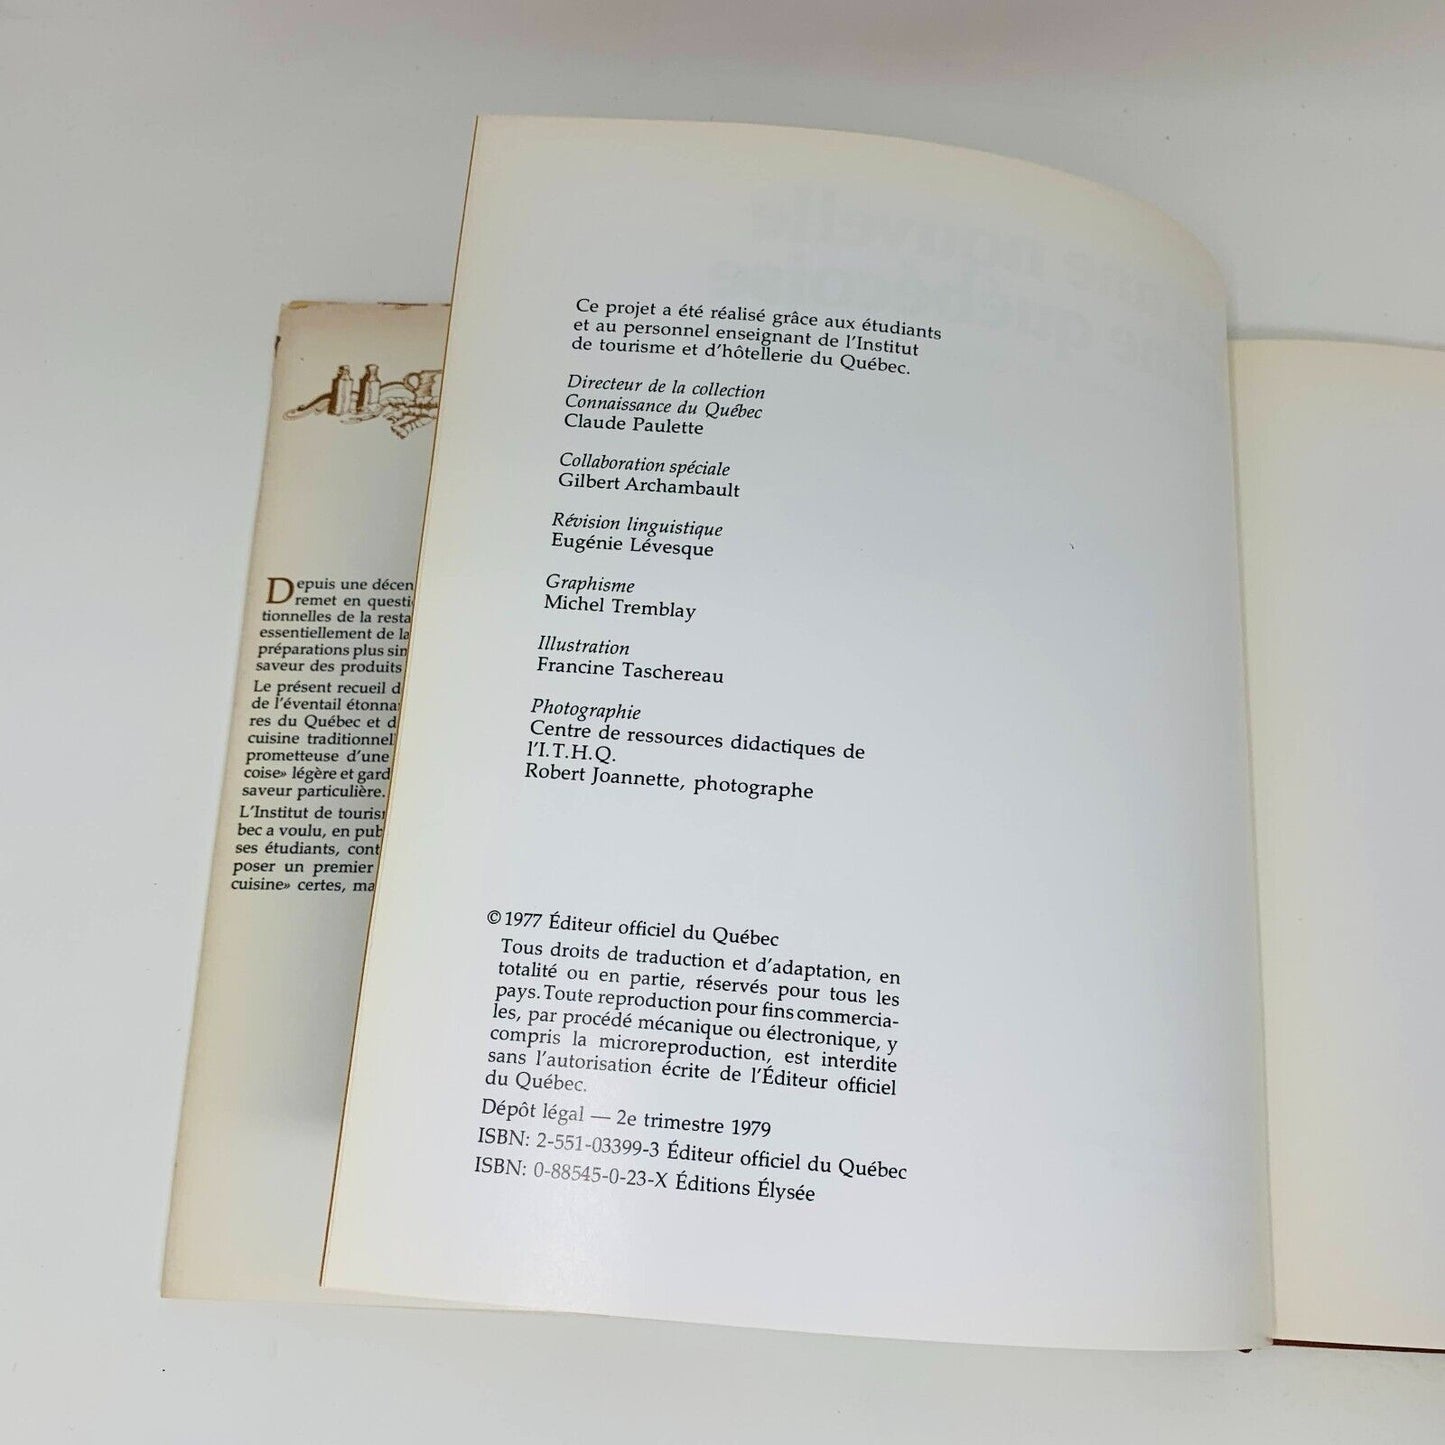 Depuis une décen
remet en questi
tionnelles de la resta
essentiellement de la
préparations plus sim
saveur des produits
Le présent recueil d
de l'éventail étonna
res du Québec et d
cuisine traditionnel
prometteuse d'une
coise» légère et gard
saveur particulière.
L'Institut de touris
bec a voulu, en pub
ses étudiants, cont
poser un premier
cuisine» certes, ma
Ce projet a été réalisé grâce aux étudiants
et au personnel enseignant de l'Institut
de tourisme et d'hôtellerie du Québec.
Directeur de la collection
Connaissance du Québec
Claude Paulette
Collaboration spéciale
Gilbert Archambault
Révision linguistique
Eugénie Lévesque
Graphisme
Michel Tremblay
Illustration
Francine Taschereau
Photographie
Centre de ressources didactiques de
l'I.T.H.Q.
Robert Joannette, photographe
© 1977 Éditeur officiel du Québec
Tous droits de traduction et d'adaptation, en
totalité ou en partie, réservés pour tous les
pays. Toute reproduction pour fins commercia-
les, par procédé mécanique ou électronique, y
compris la microreproduction, est interdite
sans l'autorisation écrite de l'Éditeur officiel
du Québec.
Dépôt légal — 2e trimestre 1979
ISBN: 2-551-03399-3 Éditeur officiel du Québec
ISBN: 0-88545-0-23-X Éditions Élysée